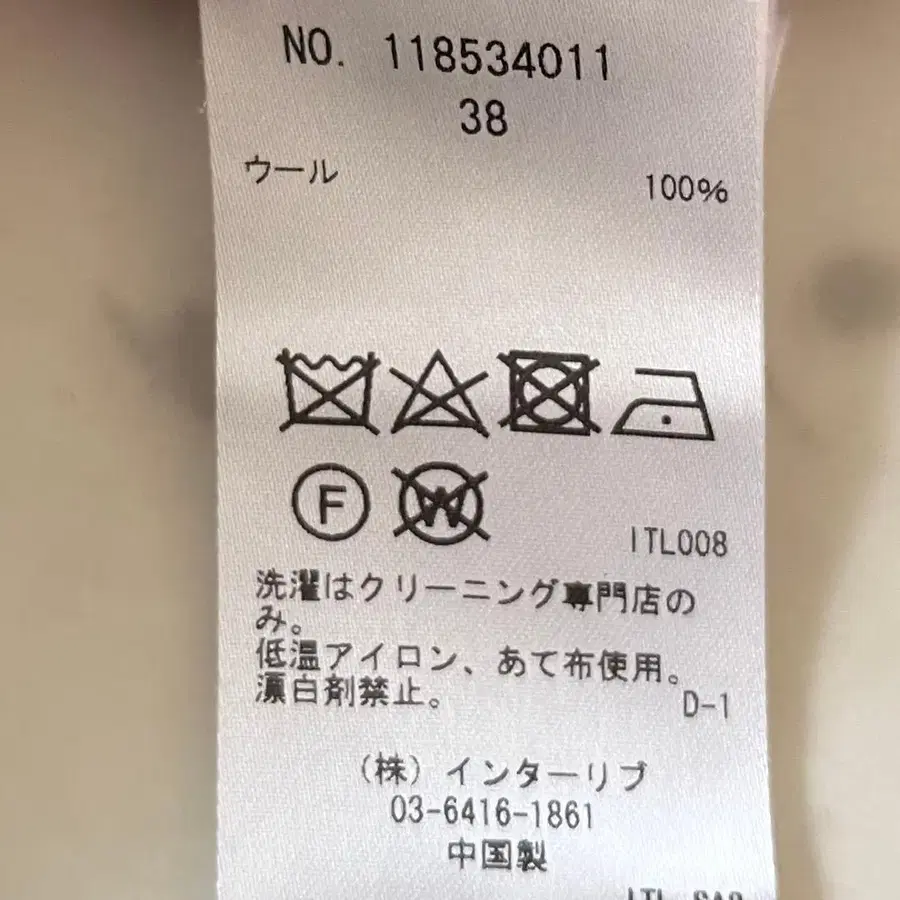 NO. 118534011
38
ウール 100%
F W
ITL008
洗濯はクリーニング専門店の
み。
低温アイロン、あて布使用。
漂白剤禁止。
D-1
(株) インターリブ
03-6416-1861
中国製